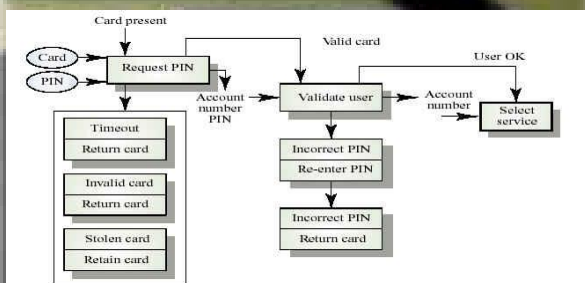 Card present
Valid card
Card
User OK
Request PIN
PIN
Account
number
PIN
Validate user
Account
number
Select
service
Timeout
Return card
Incorrect PIN
Re-enter PIN
Invalid card
Return card
Incorrect PIN
Return card
Stolen card
Retain card